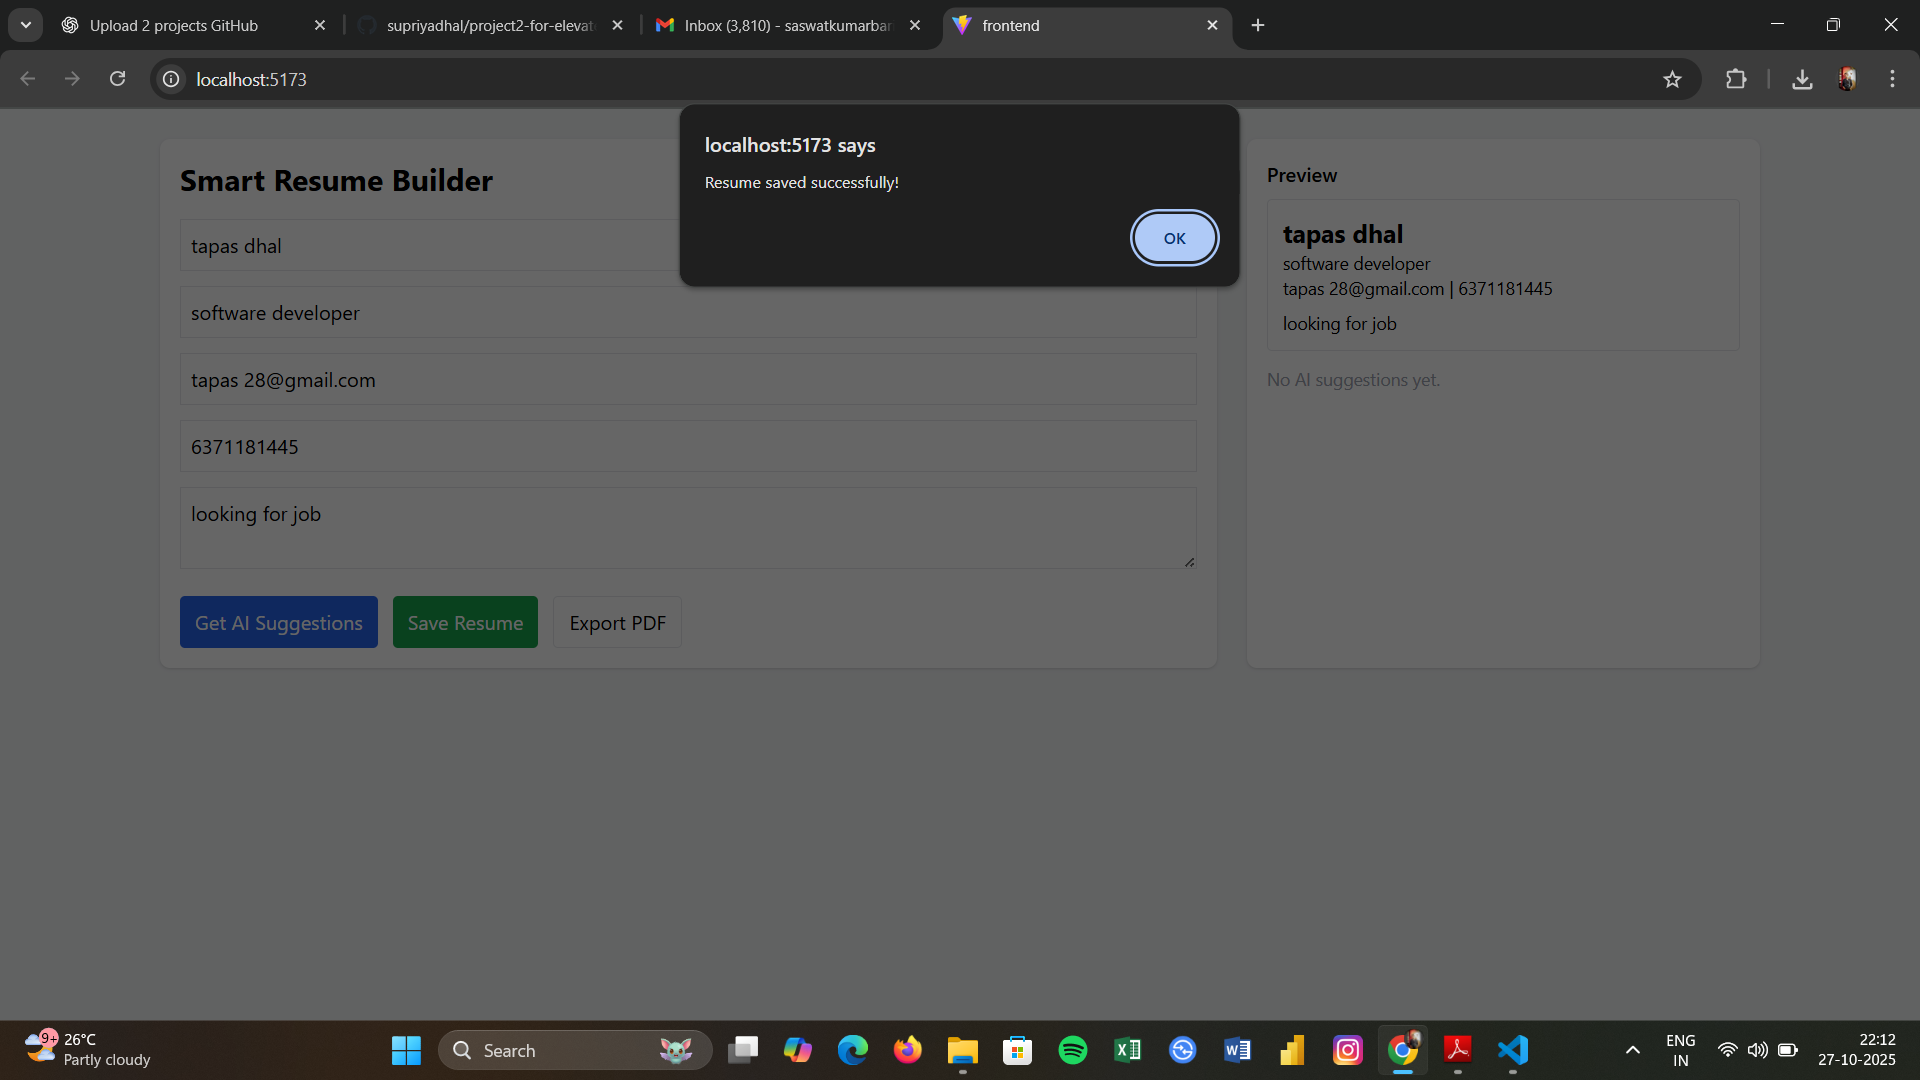 Upload 2 projects GitHub
supriyadhal/project2-for-elevat
Inbox (3,810) - saswatkumarbar
frontend
localhost:5173
localhost:5173 says
Resume saved successfully!
OK
Smart Resume Builder
tapas dhal
software developer
tapas 28@gmail.com
6371181445
looking for job
Get AI Suggestions
Save Resume
Export PDF
Preview
tapas dhal
software developer
tapas 28@gmail.com | 6371181445
looking for job
No AI suggestions yet.
9+
26°C
Partly cloudy
Search
ENG
IN
22:12
27-10-2025